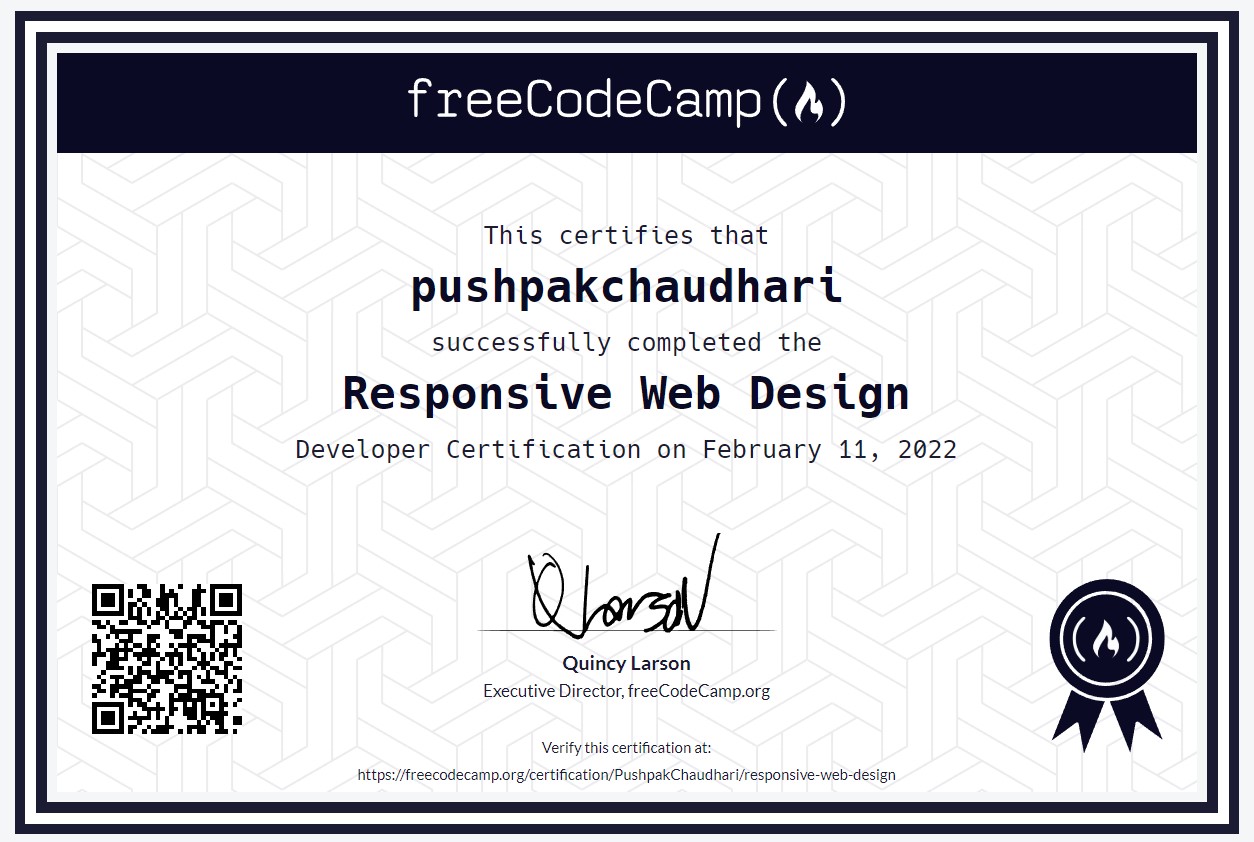 freeCodeCamp
This certifies that
pushpakchaudhari
successfully completed the
Responsive Web Design
Developer Certification on February 11, 2022
Q Larson
Quincy Larson
Executive Director, freeCodeCamp.org
Verify this certification at:
https://freecodecamp.org/certification/PushpakChaudhari/responsive-web-design